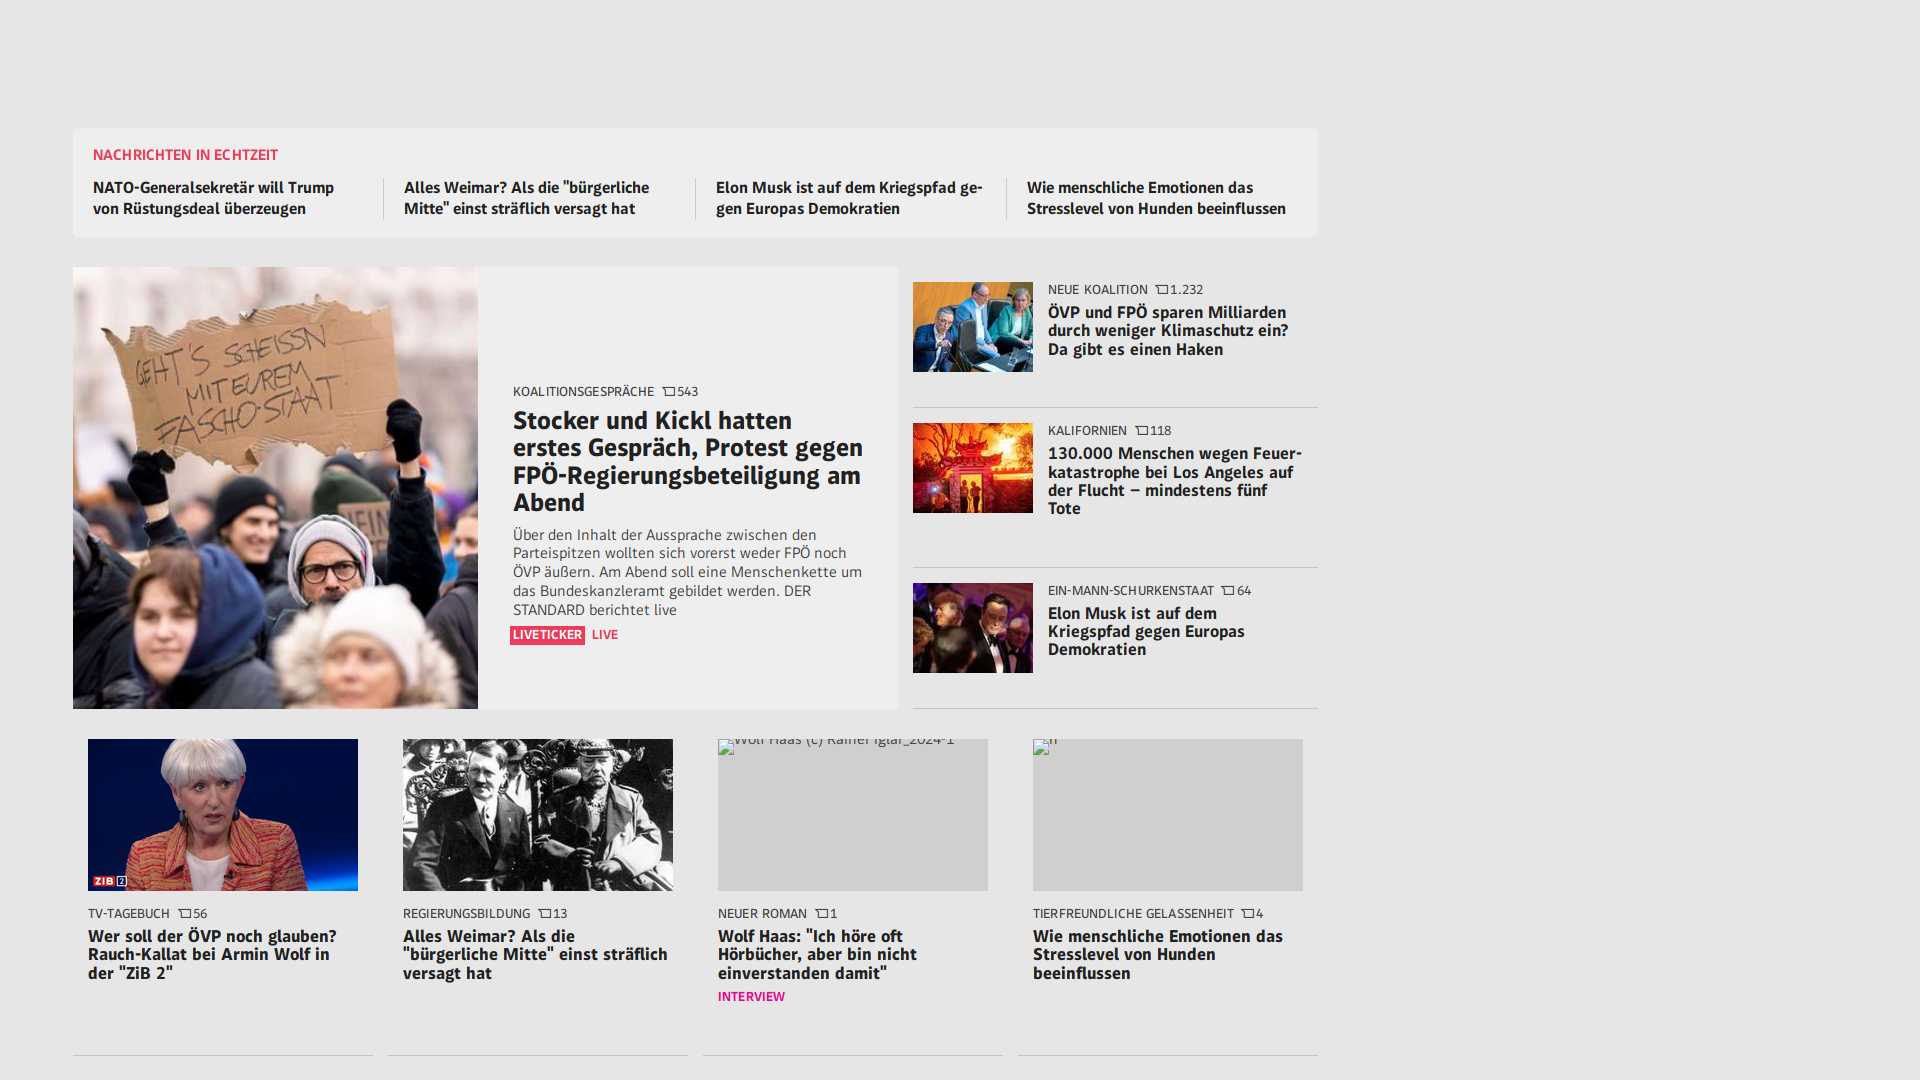 NACHRICHTEN IN ECHTZEIT
NATO-Generalsekretär will Trump
von Rüstungsdeal überzeugen
Alles Weimar? Als die "bürgerliche
Mitte" einst sträflich versagt hat
Elon Musk ist auf dem Kriegspfad ge-
gen Europas Demokratien
Wie menschliche Emotionen das
Stresslevel von Hunden beeinflussen
GEHT'S SCHEISSN
MIT EUREM
FASCHO-STAAT
KOALITIONSGESPRÄCHE 543
Stocker und Kickl hatten
erstes Gespräch, Protest gegen
FPÖ-Regierungsbeteiligung am
Abend
Über den Inhalt der Aussprache zwischen den
Parteispitzen wollten sich vorerst weder FPÖ noch
ÖVP äußern. Am Abend soll eine Menschenkette um
das Bundeskanzleramt gebildet werden. DER
STANDARD berichtet live
LIVETICKER LIVE
NEUE KOALITION 1.232
ÖVP und FPÖ sparen Milliarden
durch weniger Klimaschutz ein?
Da gibt es einen Haken
KALIFORNIEN 118
130.000 Menschen wegen Feuer-
katastrophe bei Los Angeles auf
der Flucht – mindestens fünf
Tote
EIN-MANN-SCHURKENSTAAT 64
Elon Musk ist auf dem
Kriegspfad gegen Europas
Demokratien
ZIB 2
TV-TAGEBUCH 56
Wer soll der ÖVP noch glauben?
Rauch-Kallat bei Armin Wolf in
der "ZiB 2"
REGIERUNGSBILDUNG 13
Alles Weimar? Als die
"bürgerliche Mitte" einst sträflich
versagt hat
Wolf Haas (c) Rainer Iglar_2024-1
NEUER ROMAN 1
Wolf Haas: "Ich höre oft
Hörbücher, aber bin nicht
einverstanden damit"
INTERVIEW
TIERFREUNDLICHE GELASSENHEIT 4
Wie menschliche Emotionen das
Stresslevel von Hunden
beeinflussen